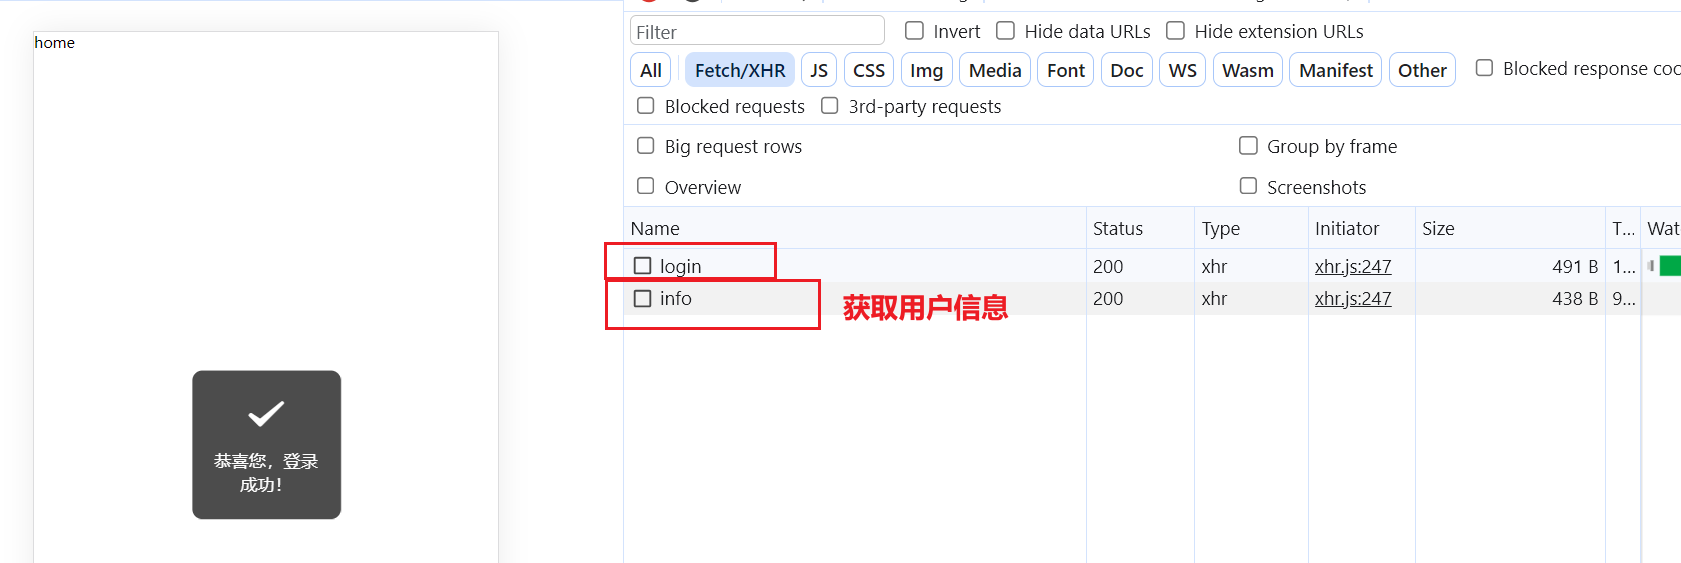 home
恭喜您，登录
成功！
Filter
Invert
Hide data URLs
Hide extension URLs
All
Fetch/XHR
JS
CSS
Img
Media
Font
Doc
WS
Wasm
Manifest
Other
Blocked response coo
Blocked requests
3rd-party requests
Big request rows
Group by frame
Overview
Screenshots
Name Status Type Initiator Size T... Wat
login 200 xhr xhr.js:247 491 B 1...
info 200 xhr xhr.js:247 438 B 9...
获取用户信息